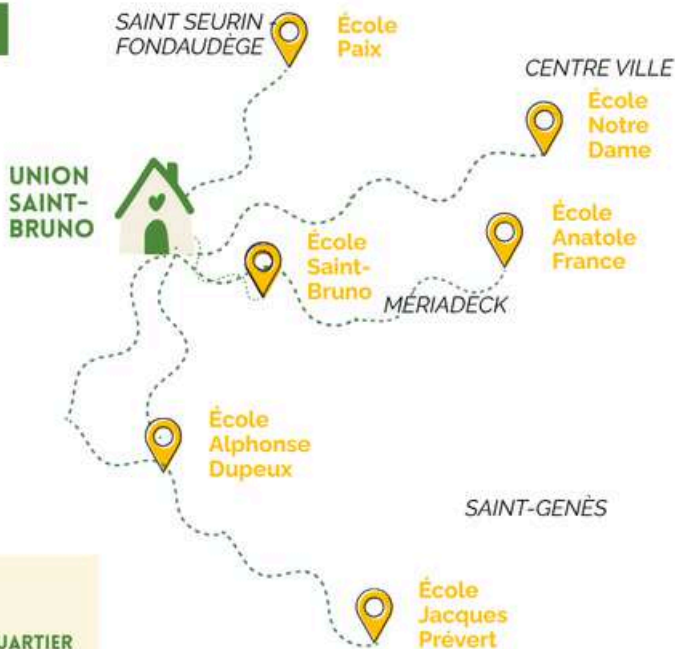 SAINT SEURIN -
FONDAUDÈGE
École
Paix
CENTRE VILLE
École
Notre
Dame
UNION
SAINT-
BRUNO
École
Saint-
Bruno
École
Anatole
France
MÉRIADECK
École
Alphonse
Dupeux
SAINT-GENÈS
École
Jacques
Prévert